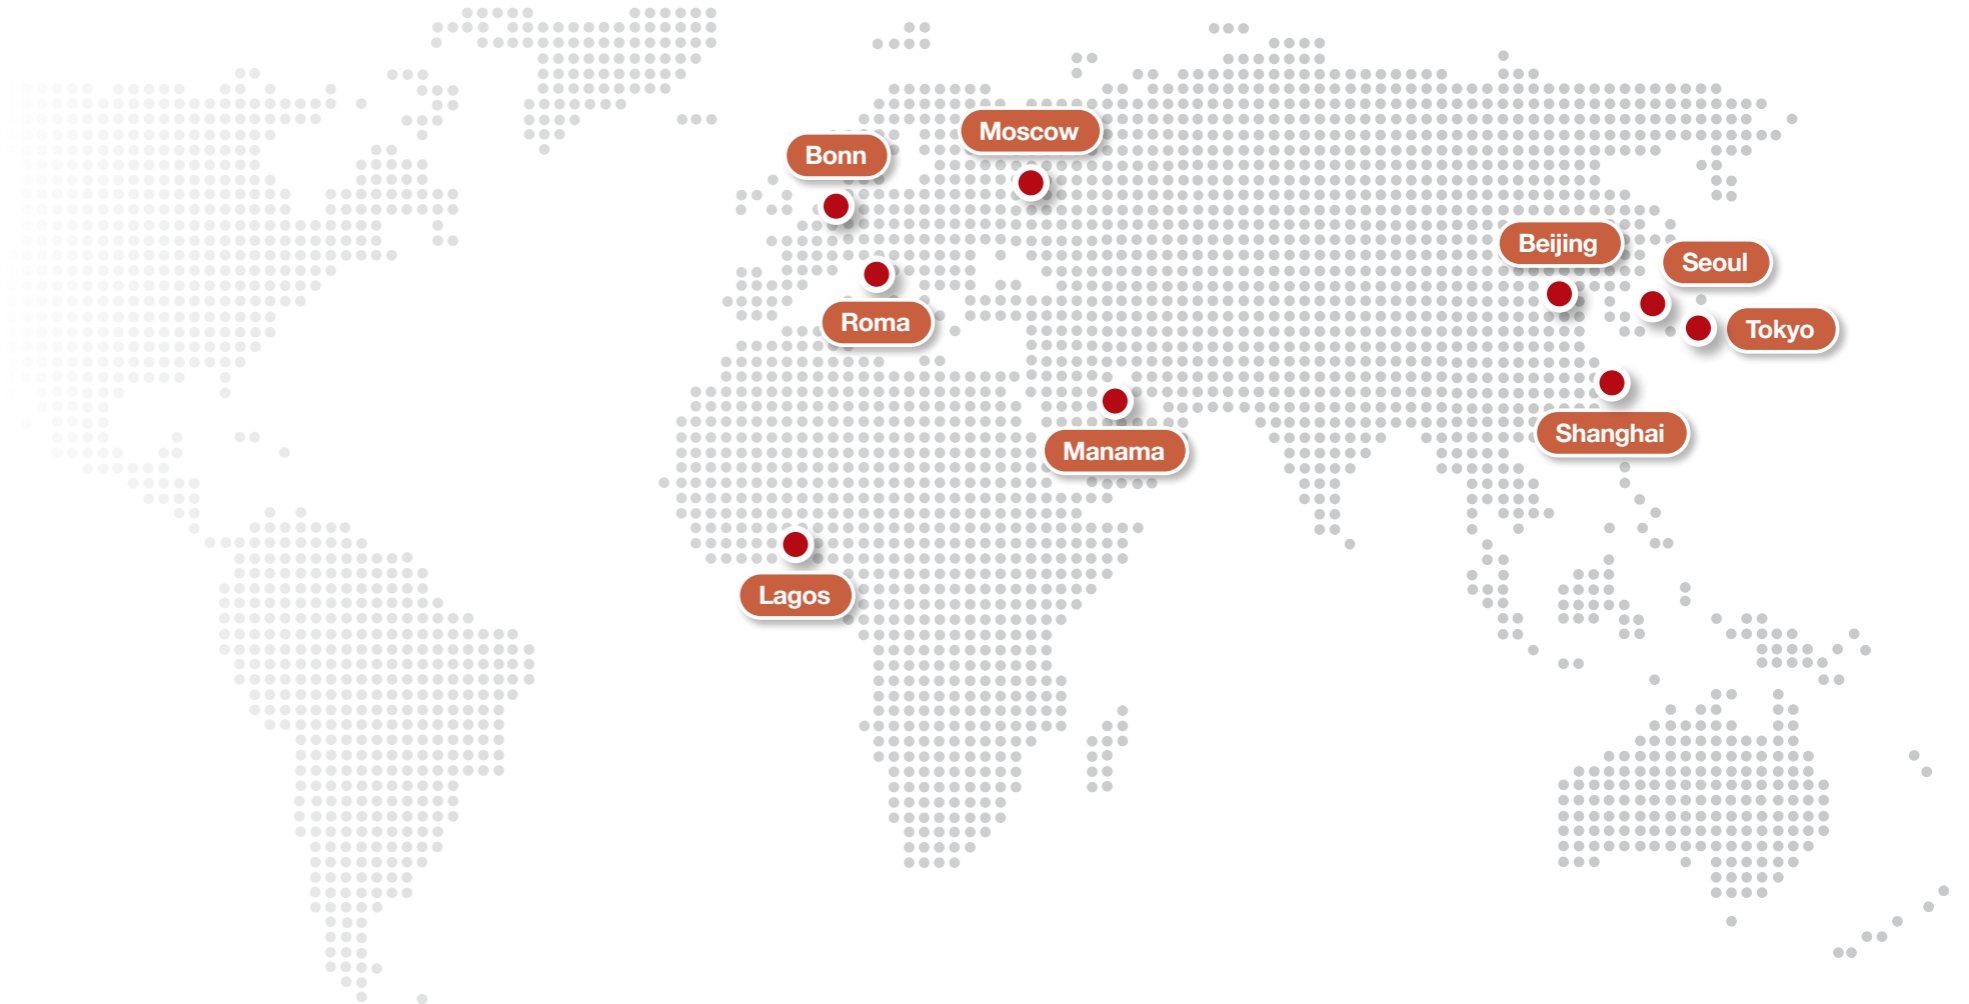 Moscow
Bonn
Beijing
Seoul
Roma
Tokyo
Shanghai
Manama
Lagos